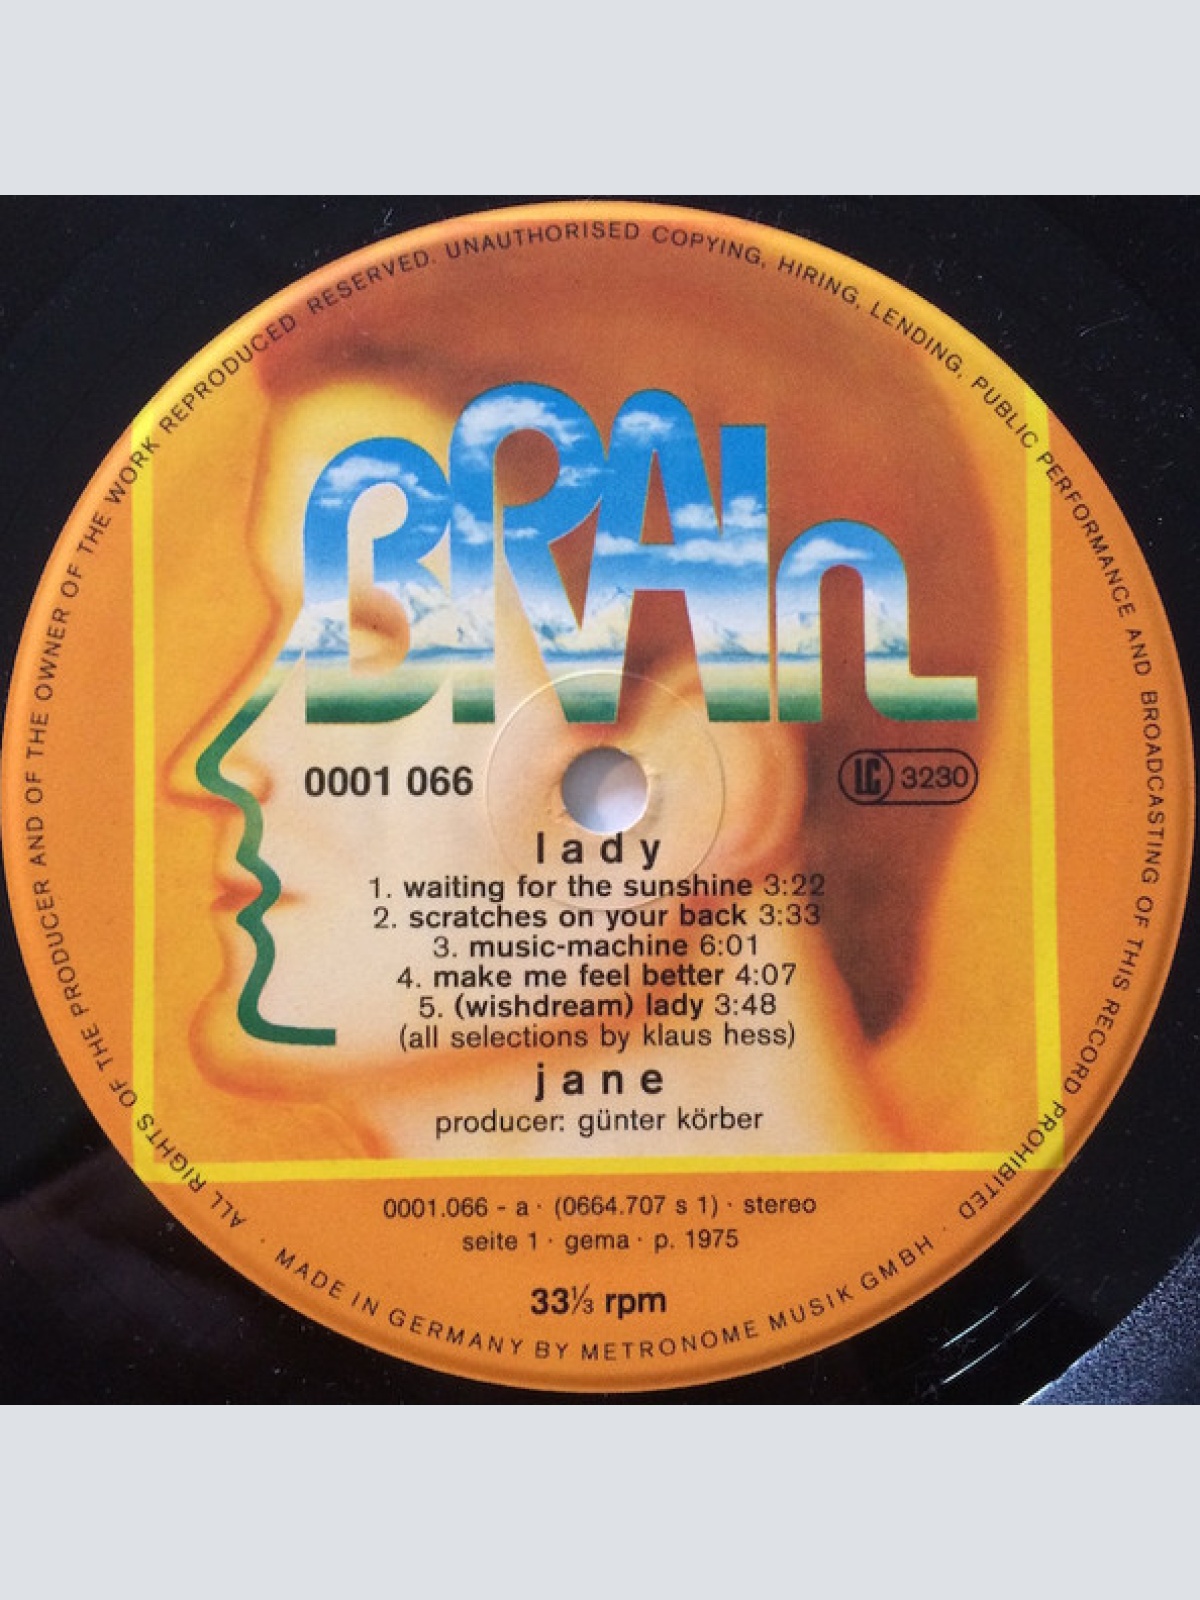 ALL RIGHTS OF THE PRODUCER AND OF THE OWNER OF THE WORK REPRODUCED RESERVED. UNAUTHORISED COPYING, HIRING, LENDING, PUBLIC PERFORMANCE AND BROADCASTING OF THIS RECORD PROHIBITED
BRAIn
0001 066
LC 3230
lady
1. waiting for the sunshine 3:22
2. scratches on your back 3:33
3. music-machine 6:01
4. make me feel better 4:07
5. (wishdream) lady 3:48
(all selections by klaus hess)
jane
producer: günter körber
0001.066 - a · (0664.707 s 1) · stereo
seite 1 · gema · p. 1975
33⅓ rpm
· MADE IN GERMANY BY METRONOME MUSIK GMBH ·